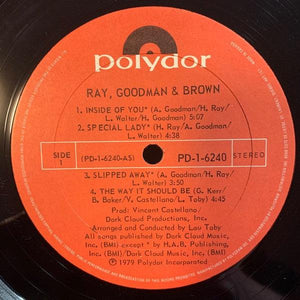 polydor
RAY, GOODMAN & BROWN
1. INSIDE OF YOU* (A. Goodman/H. Ray/
L. Walter/H. Goodman) 5:07
2. SPECIAL LADY* (H. Ray/A. Goodman/
L. Walter) 4:38
SIDE
1
(PD-1-6240-AS)
PD-1-6240
STEREO
3. SLIPPED AWAY* (A. Goodman/H. Ray/
L. Walter) 3:50
4. THE WAY IT SHOULD BE (G. Kerr/
B. Baker/V. Castellano/L. Toby) 4:45
Prod: Vincent Castellano/
Dark Cloud Productions, Inc.
Arranged and Conducted by Lou Toby
All songs published by Dark Cloud Music,
Inc. (BMI) except * by H.A.B. Publishing,
Inc. (BMI)/Dark Cloud Music, Inc.
(BMI)
℗ 1979 Polydor Incorporated